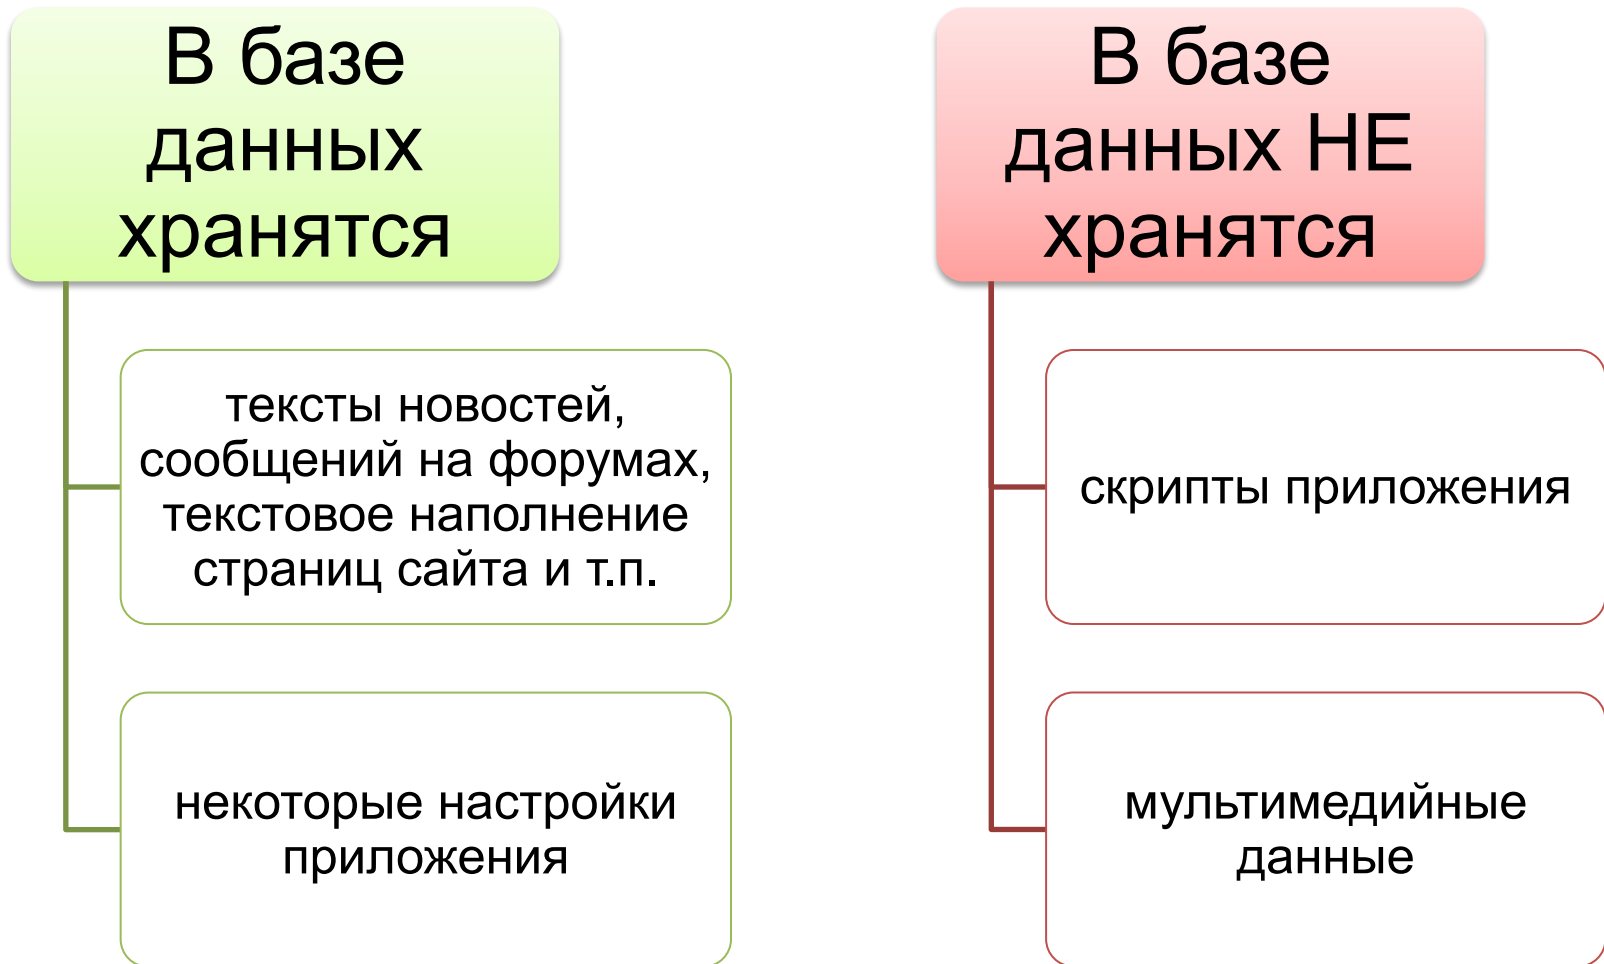 В базе
данных
хранятся
тексты новостей,
сообщений на форумах,
текстовое наполнение
страниц сайта и т.п.
некоторые настройки
приложения
В базе
данных НЕ
хранятся
скрипты приложения
мультимедийные
данные